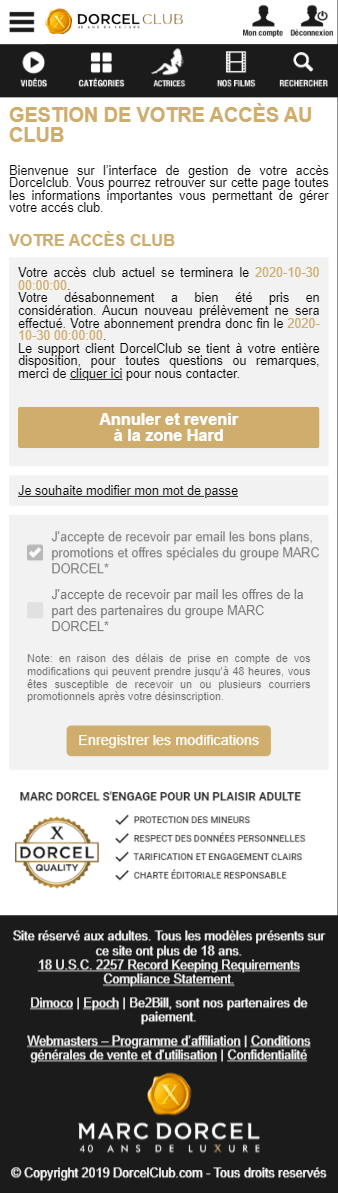 DORCEL CLUB
40 ANS DE LUXURE
Mon compte
Déconnexion
VIDÉOS
CATÉGORIES
ACTRICES
NOS FILMS
RECHERCHER
GESTION DE VOTRE ACCÈS AU
CLUB
Bienvenue sur l'interface de gestion de votre accès
Dorcelclub. Vous pourrez retrouver sur cette page toutes
les informations importantes vous permettant de gérer
votre accés club.
VOTRE ACCÈS CLUB
Votre accès club actuel se terminera le 2020-10-30
00:00:00.
Votre désabonnement a bien été pris en
considération. Aucun nouveau prélèvement ne sera
effectué. Votre abonnement prendra donc fin le 2020-
10-30 00:00:00.
Le support client DorcelClub se tient à votre entière
disposition, pour toutes questions ou remarques,
merci de cliquer ici pour nous contacter.
Annuler et revenir
à la zone Hard
Je souhaite modifier mon mot de passe
J'accepte de recevoir par email les bons plans,
promotions et offres spéciales du groupe MARC
DORCEL*
J'accepte de recevoir par mail les offres de la
part des partenaires du groupe MARC
DORCEL*
Note: en raison des délais de prise en compte de vos
modifications qui peuvent prendre jusqu'à 48 heures, vous
êtes susceptible de recevoir un ou plusieurs courriers
promotionnels après votre désinscription.
Enregistrer les modifications
MARC DORCEL S'ENGAGE POUR UN PLAISIR ADULTE
X
DORCEL
QUALITY
PROTECTION DES MINEURS
RESPECT DES DONNÉES PERSONNELLES
TARIFICATION ET ENGAGEMENT CLAIRS
CHARTE ÉDITORIALE RESPONSABLE
Site réservé aux adultes. Tous les modèles présents sur
ce site ont plus de 18 ans.
18 U.S.C. 2257 Record Keeping Requirements
Compliance Statement.
Dimoco | Epoch | Be2Bill, sont nos partenaires de
paiement.
Webmasters – Programme d'affiliation | Conditions
générales de vente et d'utilisation | Confidentialité
MARC DORCEL
40 ANS DE LUXURE
© Copyright 2019 DorcelClub.com - Tous droits reservés